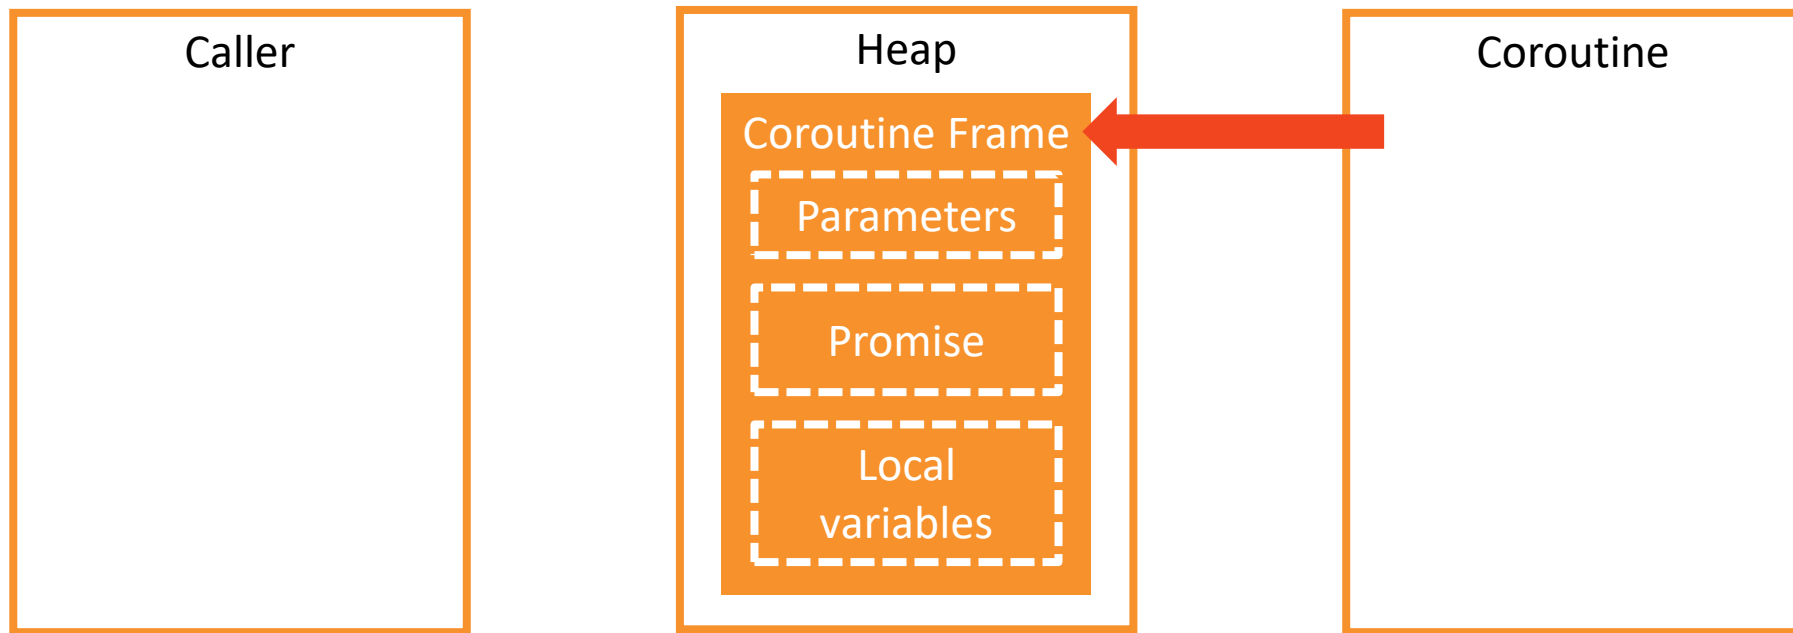 Caller
Heap
Coroutine Frame
Parameters
Promise
Local
variables
Coroutine